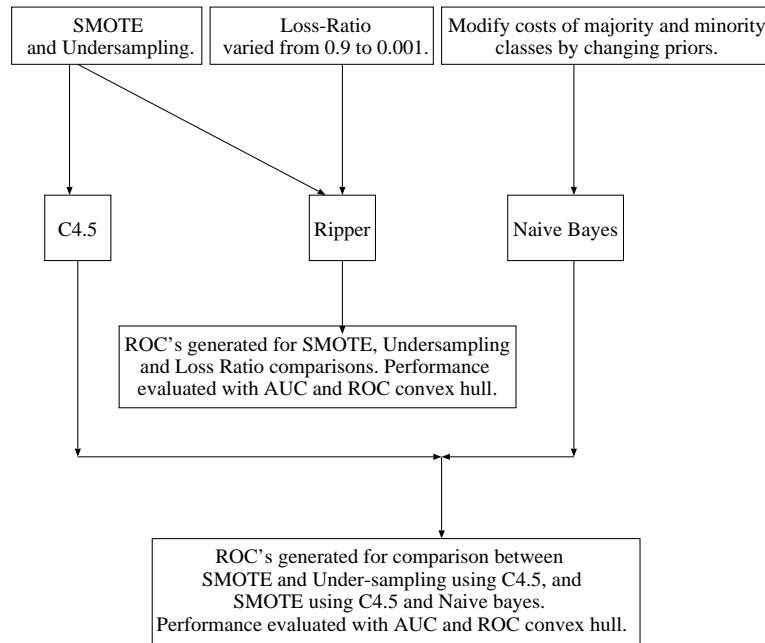 SMOTE
and Undersampling.
Loss-Ratio
varied from 0.9 to 0.001.
Modify costs of majority and minority
classes by changing priors.
C4.5
Ripper
Naive Bayes
ROC's generated for SMOTE, Undersampling
and Loss Ratio comparisons. Performance
evaluated with AUC and ROC convex hull.
ROC's generated for comparison between
SMOTE and Under-sampling using C4.5, and
SMOTE using C4.5 and Naive bayes.
Performance evaluated with AUC and ROC convex hull.